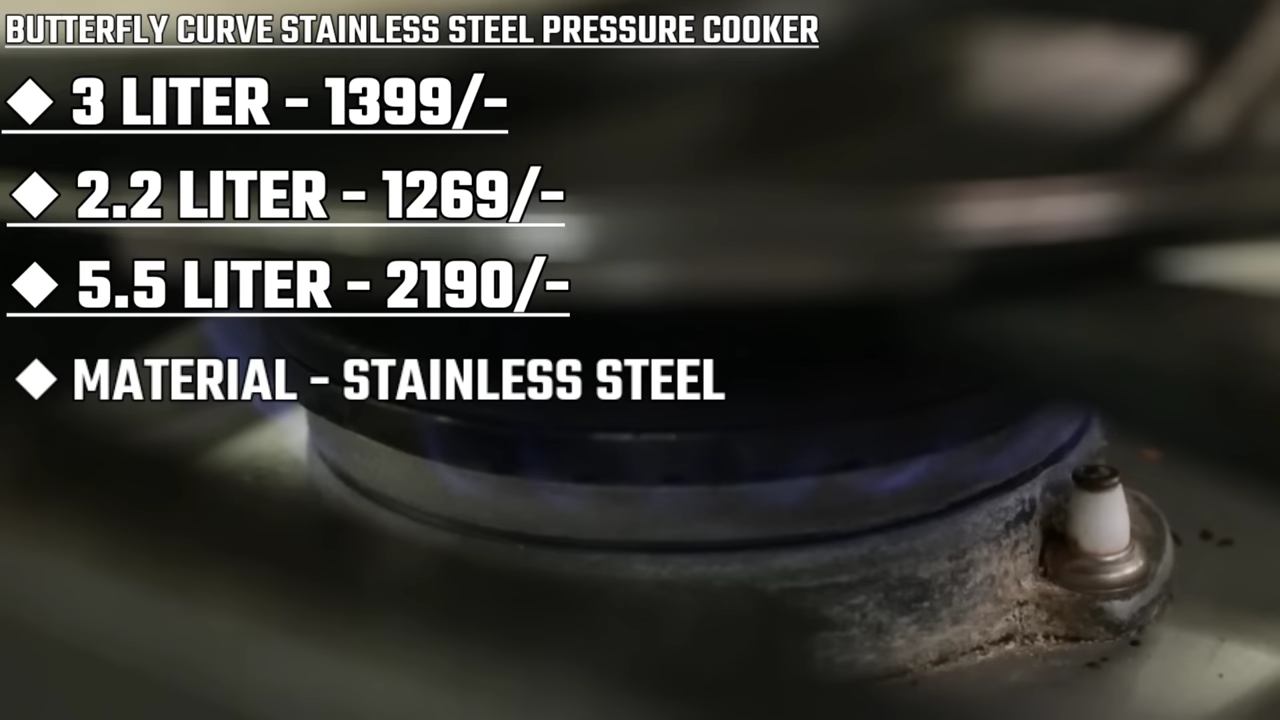 BUTTERFLY CURVE STAINLESS STEEL PRESSURE COOKER
◆ 3 LITER - 1399/-
◆ 2.2 LITER - 1269/-
◆ 5.5 LITER - 2190/-
◆ MATERIAL - STAINLESS STEEL